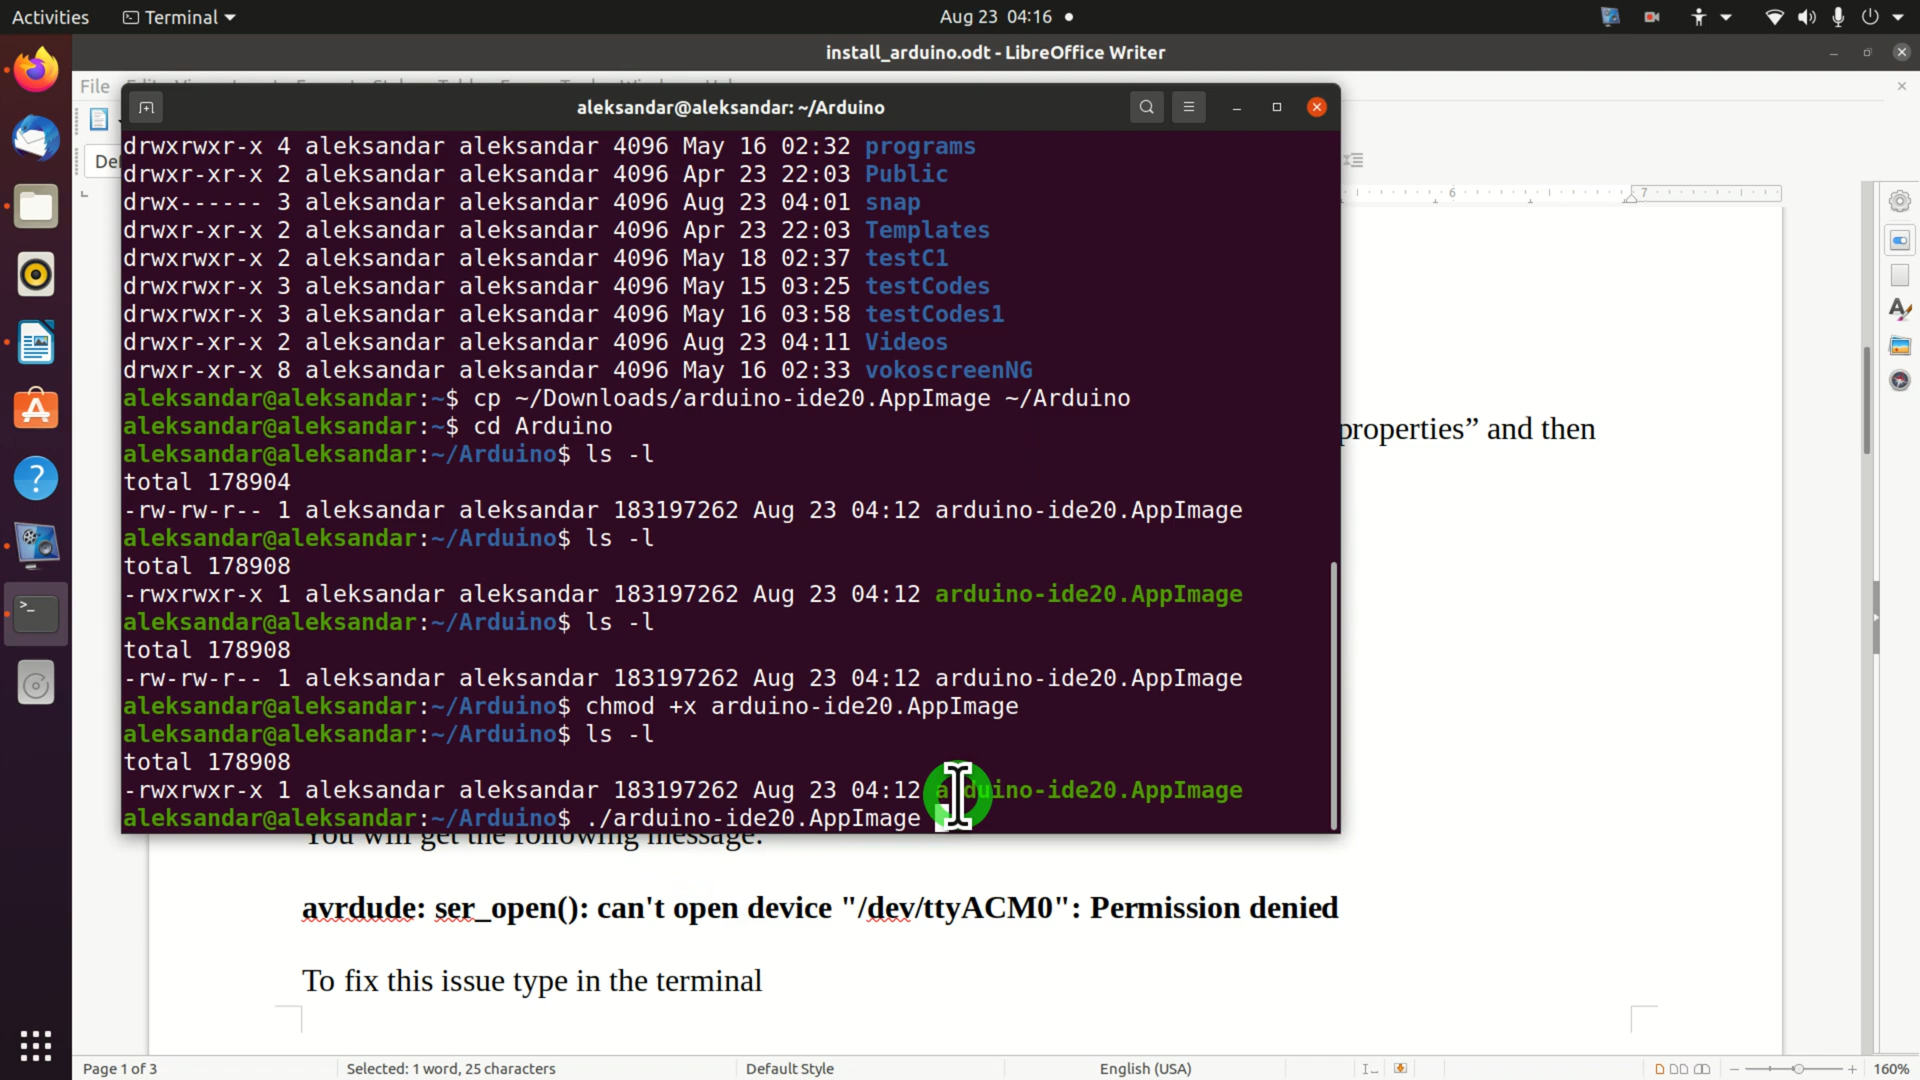 Activities Terminal Aug 23 04:16
install_arduino.odt - LibreOffice Writer
File
aleksandar@aleksandar: ~/Arduino
drwxrwxr-x 4 aleksandar aleksandar 4096 May 16 02:32 programs
drwxr-xr-x 2 aleksandar aleksandar 4096 Apr 23 22:03 Public
drwx------ 3 aleksandar aleksandar 4096 Aug 23 04:01 snap
drwxr-xr-x 2 aleksandar aleksandar 4096 Apr 23 22:03 Templates
drwxrwxr-x 2 aleksandar aleksandar 4096 May 18 02:37 testC1
drwxrwxr-x 3 aleksandar aleksandar 4096 May 15 03:25 testCodes
drwxrwxr-x 3 aleksandar aleksandar 4096 May 16 03:58 testCodes1
drwxr-xr-x 2 aleksandar aleksandar 4096 Aug 23 04:11 Videos
drwxr-xr-x 8 aleksandar aleksandar 4096 May 16 02:33 vokoscreenNG
aleksandar@aleksandar:~$ cp ~/Downloads/arduino-ide20.AppImage ~/Arduino
aleksandar@aleksandar:~$ cd Arduino
aleksandar@aleksandar:~/Arduino$ ls -l
total 178904
-rw-rw-r-- 1 aleksandar aleksandar 183197262 Aug 23 04:12 arduino-ide20.AppImage
aleksandar@aleksandar:~/Arduino$ ls -l
total 178908
-rwxrwxr-x 1 aleksandar aleksandar 183197262 Aug 23 04:12 arduino-ide20.AppImage
aleksandar@aleksandar:~/Arduino$ ls -l
total 178908
-rw-rw-r-- 1 aleksandar aleksandar 183197262 Aug 23 04:12 arduino-ide20.AppImage
aleksandar@aleksandar:~/Arduino$ chmod +x arduino-ide20.AppImage
aleksandar@aleksandar:~/Arduino$ ls -l
total 178908
-rwxrwxr-x 1 aleksandar aleksandar 183197262 Aug 23 04:12 arduino-ide20.AppImage
aleksandar@aleksandar:~/Arduino$ ./arduino-ide20.AppImage
6 7
properties” and then
You will get the following message:
avrdude: ser_open(): can't open device "/dev/ttyACM0": Permission denied
To fix this issue type in the terminal
Page 1 of 3 Selected: 1 word, 25 characters Default Style English (USA) 160%